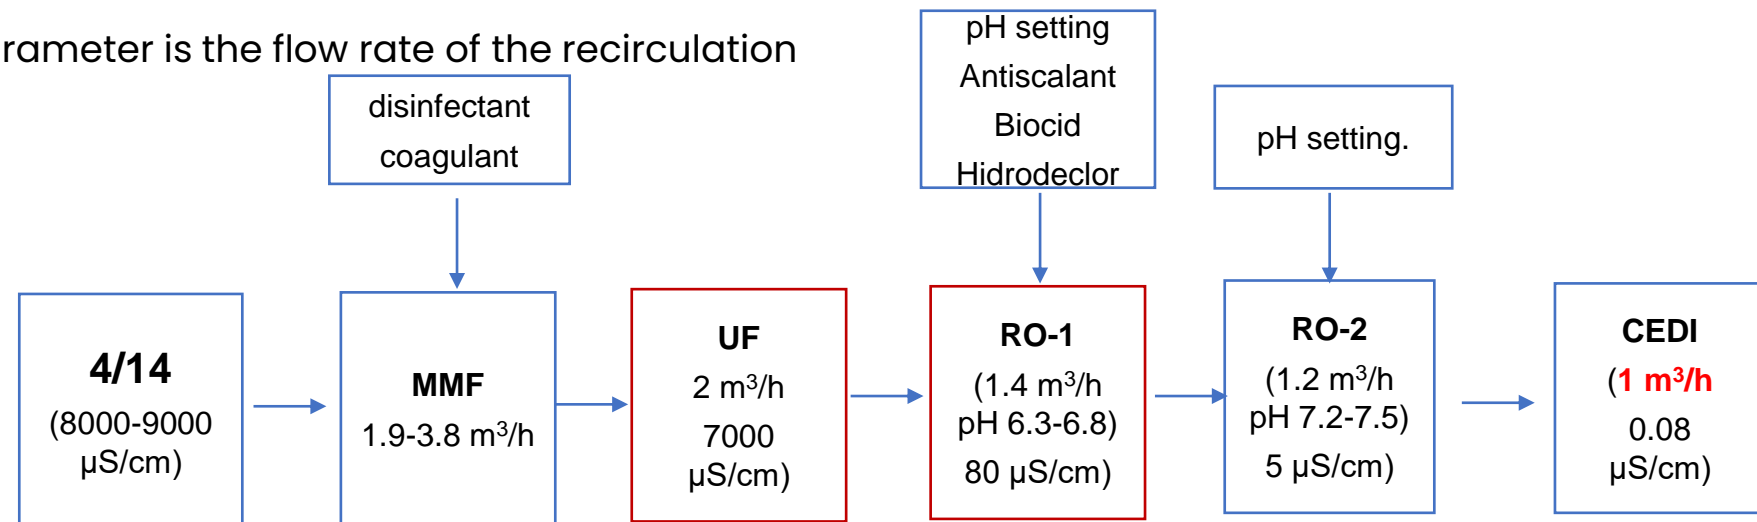 rameter is the flow rate of the recirculation
disinfectant
coagulant
pH setting
Antiscalant
Biocid
Hidrodeclor
pH setting.
4/14
(8000-9000
µS/cm)
MMF
1.9-3.8 m³/h
UF
2 m³/h
7000
µS/cm)
RO-1
(1.4 m³/h
pH 6.3-6.8)
80 µS/cm)
RO-2
(1.2 m³/h
pH 7.2-7.5)
5 µS/cm)
CEDI
(1 m³/h
0.08
µS/cm)